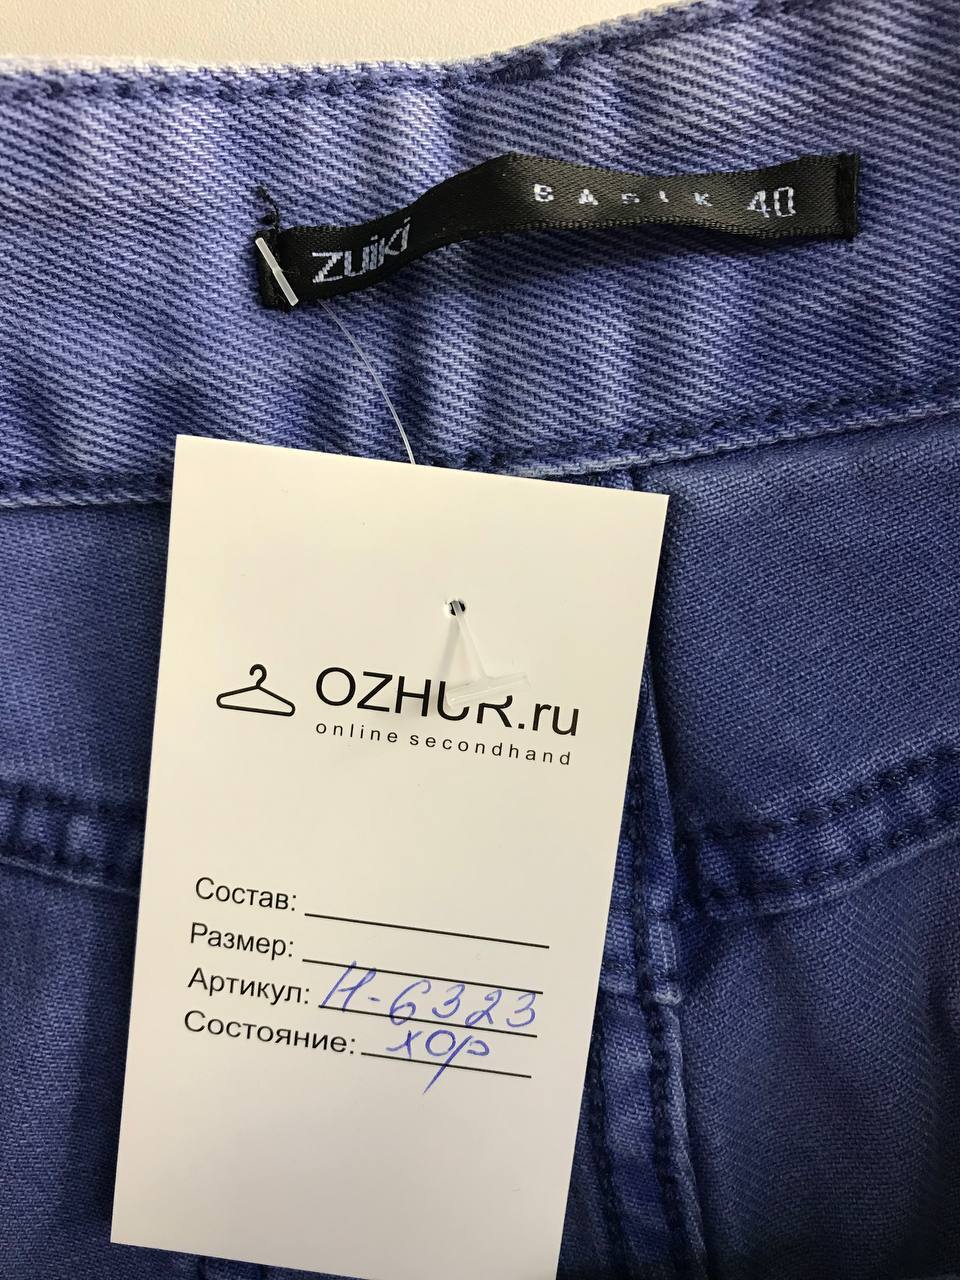 ZUiKi BASIK 40
OZHUR.ru
online secondhand
Состав:
Размер:
Артикул: Н-6323
Состояние: хор